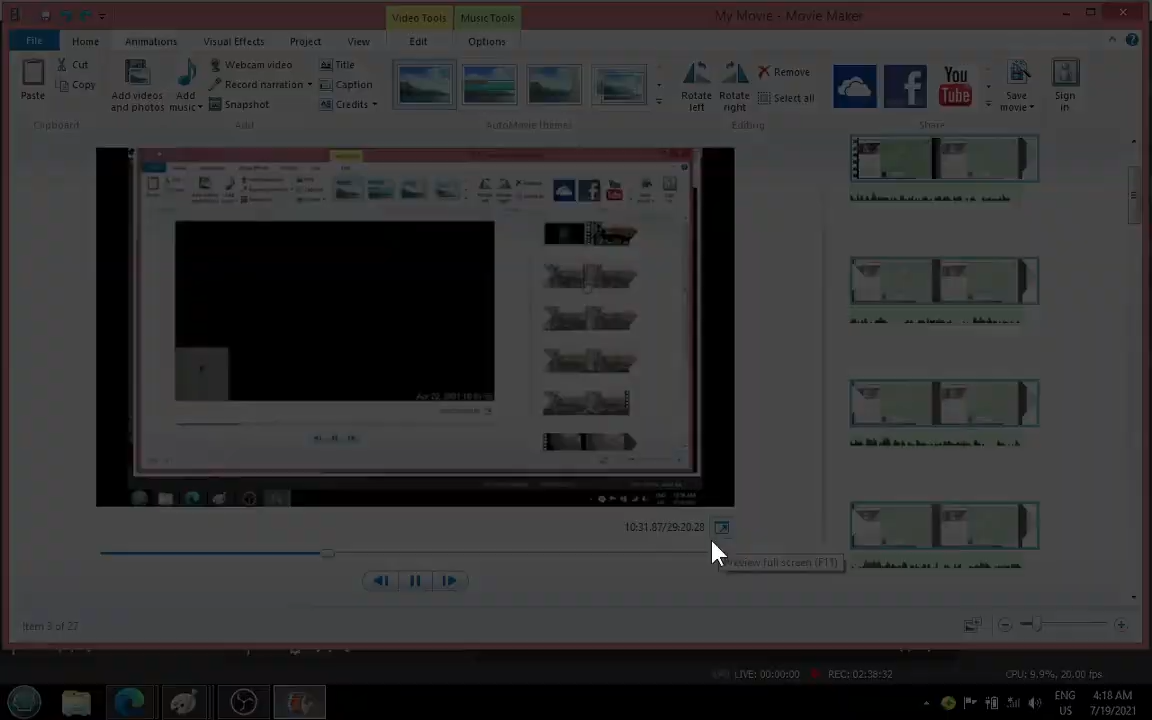 Video Tools
Music Tools
My Movie - Movie Maker
File
Home
Animations
Visual Effects
Project
View
Edit
Options
Paste
Cut
Copy
Add videos
and photos
Add
music
Webcam video
Record narration
Snapshot
Title
Caption
Credits
Rotate
left
Rotate
right
Remove
Select all
You
Tube
Save
movie
Sign
in
Clipboard
Add
AutoMovie themes
Editing
Share
10:31.87/29:20.28
Preview full screen (F11)
Item 3 of 27
LIVE: 00:00:00
REC: 02:38:32
CPU: 9.9%, 20.00 fps
ENG
US
4:18 AM
7/19/2021